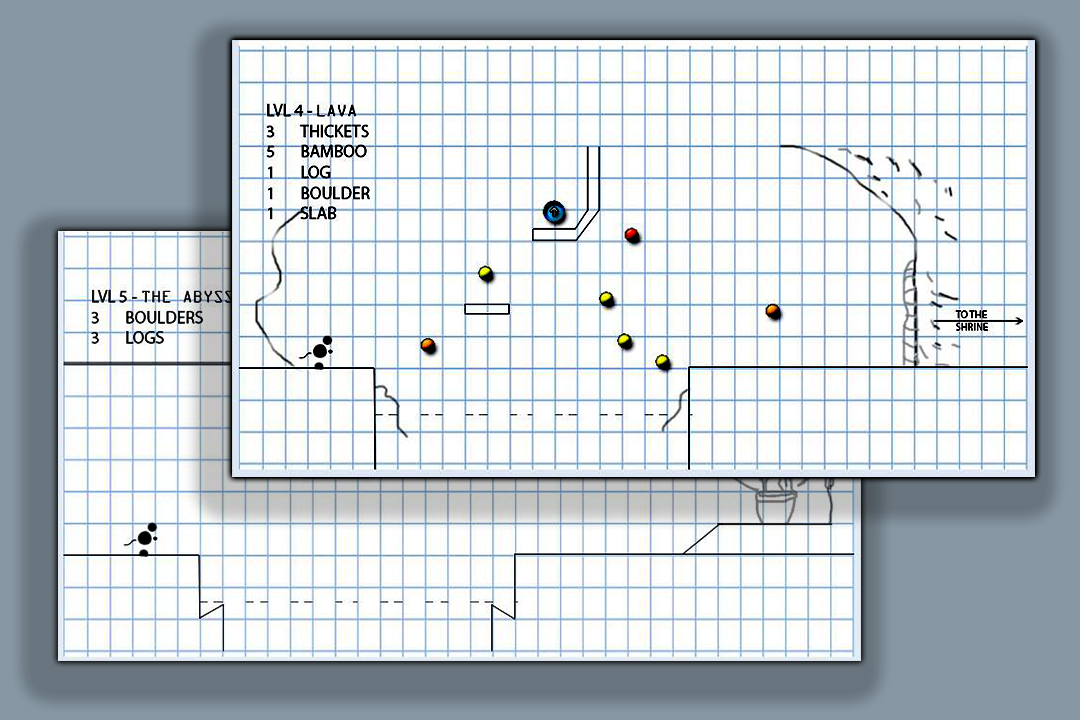 LVL 4 - LAVA
3 THICKETS
5 BAMBOO
1 LOG
1 BOULDER
1 SLAB
TO THE
SHRINE
LVL 5 - THE ABYSS
3 BOULDERS
3 LOGS